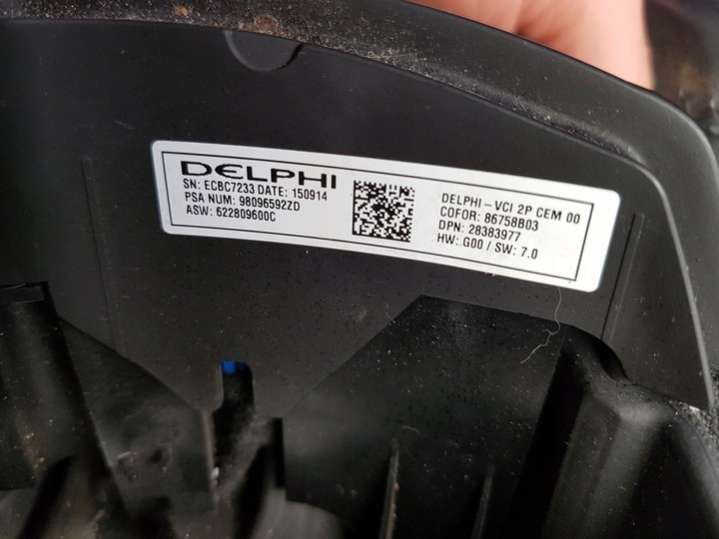 DELPHI
SN: ECBC7233 DATE: 150914
PSA NUM: 98096592ZD
ASW: 622809600C
DELPHI – VCI 2P CEM 00
COFOR: 86758B03
DPN: 28383977
HW: G00 / SW: 7.0